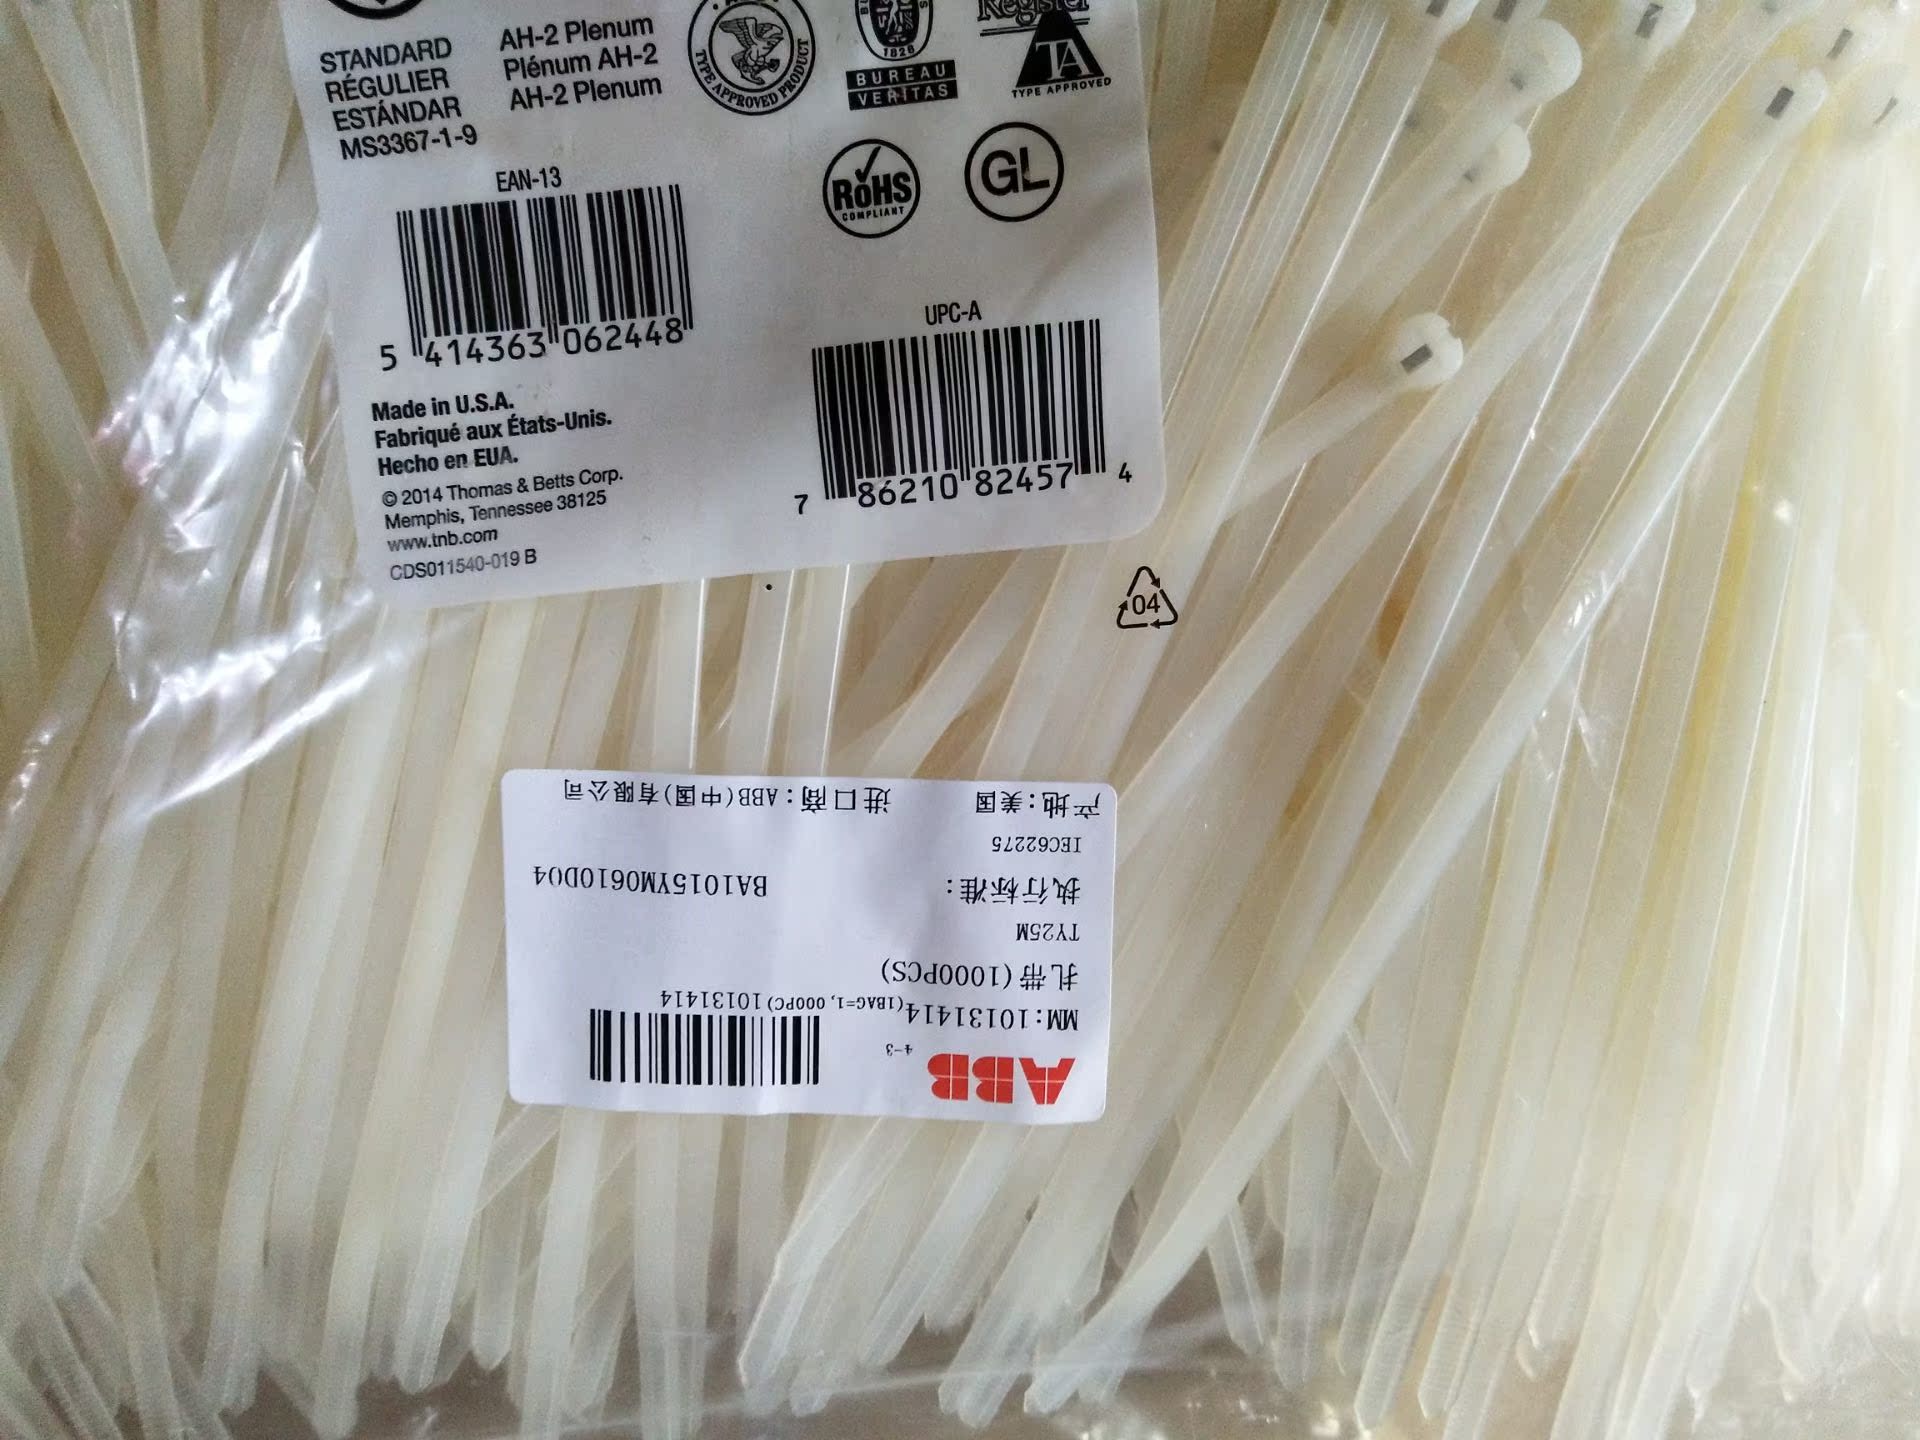 STANDARD
RÉGULIER
ESTÁNDAR
MS3367-1-9
AH-2 Plenum
Plénum AH-2
AH-2 Plenum
TYPE APPROVED PRODUCT
1828
BUREAU
VERITAS
Register
TA
TYPE APPROVED
RoHS
COMPLIANT
GL
EAN-13
5 414363 062448
UPC-A
7 86210 82457 4
Made in U.S.A.
Fabriqué aux États-Unis.
Hecho en EUA.
© 2014 Thomas & Betts Corp.
Memphis, Tennessee 38125
www.tnb.com
CDS011540-019 B
04
ABB
4-3
MM:10131414(1BAG=1,000PC) 10131414
扎带(1000PCS)
TY25M
执行标准: BA1015YM0610D04
IEC62275
产地:美国 进口商:ABB(中国)有限公司